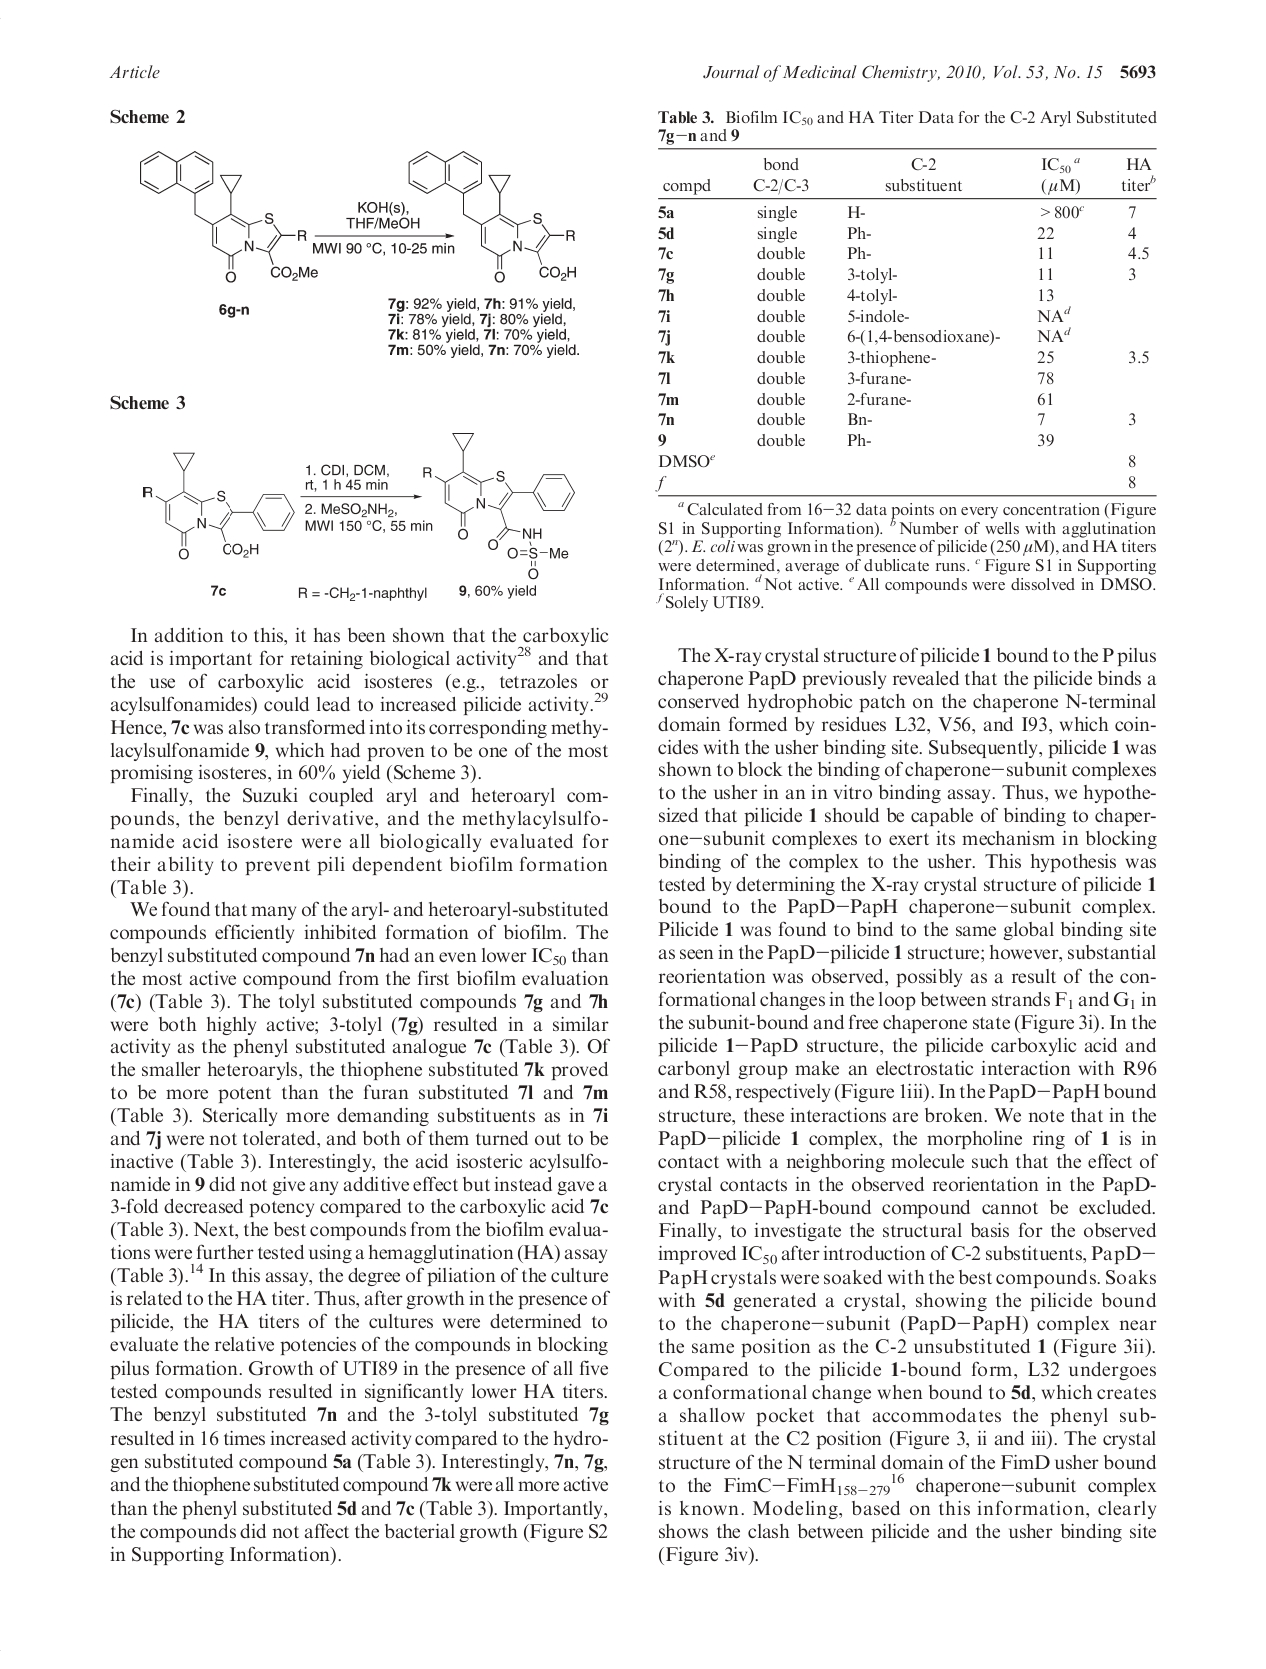 Article
Journal of Medicinal Chemistry, 2010, Vol. 53, No. 15 5693
Scheme 2
S
R
N
O
CO2Me
6g-n
KOH(s),
THF/MeOH
MWI 90 °C, 10-25 min
S
R
N
O
CO2H
7g: 92% yield, 7h: 91% yield,
7i: 78% yield, 7j: 80% yield,
7k: 81% yield, 7l: 70% yield,
7m: 50% yield, 7n: 70% yield.
Scheme 3
R
S
N
O
CO2H
7c
1. CDI, DCM,
rt, 1 h 45 min
2. MeSO2NH2,
MWI 150 °C, 55 min
R = -CH2-1-naphthyl
R
S
N
O
O
NH
O=S-Me
O
9, 60% yield
In addition to this, it has been shown that the carboxylic
acid is important for retaining biological activity28 and that
the use of carboxylic acid isosteres (e.g., tetrazoles or
acylsulfonamides) could lead to increased pilicide activity.29
Hence, 7c was also transformed into its corresponding methy-
lacylsulfonamide 9, which had proven to be one of the most
promising isosteres, in 60% yield (Scheme 3).
Finally, the Suzuki coupled aryl and heteroaryl com-
pounds, the benzyl derivative, and the methylacylsulfo-
namide acid isostere were all biologically evaluated for
their ability to prevent pili dependent biofilm formation
(Table 3).
We found that many of the aryl- and heteroaryl-substituted
compounds efficiently inhibited formation of biofilm. The
benzyl substituted compound 7n had an even lower IC50 than
the most active compound from the first biofilm evaluation
(7c) (Table 3). The tolyl substituted compounds 7g and 7h
were both highly active; 3-tolyl (7g) resulted in a similar
activity as the phenyl substituted analogue 7c (Table 3). Of
the smaller heteroaryls, the thiophene substituted 7k proved
to be more potent than the furan substituted 7l and 7m
(Table 3). Sterically more demanding substituents as in 7i
and 7j were not tolerated, and both of them turned out to be
inactive (Table 3). Interestingly, the acid isosteric acylsulfo-
namide in 9 did not give any additive effect but instead gave a
3-fold decreased potency compared to the carboxylic acid 7c
(Table 3). Next, the best compounds from the biofilm evalua-
tions were further tested using a hemagglutination (HA) assay
(Table 3).14 In this assay, the degree of piliation of the culture
is related to the HA titer. Thus, after growth in the presence of
pilicide, the HA titers of the cultures were determined to
evaluate the relative potencies of the compounds in blocking
pilus formation. Growth of UTI89 in the presence of all five
tested compounds resulted in significantly lower HA titers.
The benzyl substituted 7n and the 3-tolyl substituted 7g
resulted in 16 times increased activity compared to the hydro-
gen substituted compound 5a (Table 3). Interestingly, 7n, 7g,
and the thiophene substituted compound 7k were all more active
than the phenyl substituted 5d and 7c (Table 3). Importantly,
the compounds did not affect the bacterial growth (Figure S2
in Supporting Information).
Table 3. Biofilm IC50 and HA Titer Data for the C-2 Aryl Substituted
7g−n and 9
compd bond C-2/C-3 C-2 substituent IC50 a (μM) HA titerb
5a single H- >800c 7
5d single Ph- 22 4
7c double Ph- 11 4.5
7g double 3-tolyl- 11 3
7h double 4-tolyl- 13
7i double 5-indole- NAd
7j double 6-(1,4-bensodioxane)- NAd
7k double 3-thiophene- 25 3.5
7l double 3-furane- 78
7m double 2-furane- 61
7n double Bn- 7 3
9 double Ph- 39
DMSOe 8
f 8
a Calculated from 16−32 data points on every concentration (Figure
S1 in Supporting Information). b Number of wells with agglutination
(2n). E. coli was grown in the presence of pilicide (250 μM), and HA titers
were determined, average of dublicate runs. c Figure S1 in Supporting
Information. d Not active. e All compounds were dissolved in DMSO.
f Solely UTI89.
The X-ray crystal structure of pilicide 1 bound to the P pilus
chaperone PapD previously revealed that the pilicide binds a
conserved hydrophobic patch on the chaperone N-terminal
domain formed by residues L32, V56, and I93, which coin-
cides with the usher binding site. Subsequently, pilicide 1 was
shown to block the binding of chaperone−subunit complexes
to the usher in an in vitro binding assay. Thus, we hypothe-
sized that pilicide 1 should be capable of binding to chaper-
one−subunit complexes to exert its mechanism in blocking
binding of the complex to the usher. This hypothesis was
tested by determining the X-ray crystal structure of pilicide 1
bound to the PapD−PapH chaperone−subunit complex.
Pilicide 1 was found to bind to the same global binding site
as seen in the PapD−pilicide 1 structure; however, substantial
reorientation was observed, possibly as a result of the con-
formational changes in the loop between strands F1 and G1 in
the subunit-bound and free chaperone state (Figure 3i). In the
pilicide 1−PapD structure, the pilicide carboxylic acid and
carbonyl group make an electrostatic interaction with R96
and R58, respectively (Figure 1iii). In the PapD−PapH bound
structure, these interactions are broken. We note that in the
PapD−pilicide 1 complex, the morpholine ring of 1 is in
contact with a neighboring molecule such that the effect of
crystal contacts in the observed reorientation in the PapD-
and PapD−PapH-bound compound cannot be excluded.
Finally, to investigate the structural basis for the observed
improved IC50 after introduction of C-2 substituents, PapD−
PapH crystals were soaked with the best compounds. Soaks
with 5d generated a crystal, showing the pilicide bound
to the chaperone−subunit (PapD−PapH) complex near
the same position as the C-2 unsubstituted 1 (Figure 3ii).
Compared to the pilicide 1-bound form, L32 undergoes
a conformational change when bound to 5d, which creates
a shallow pocket that accommodates the phenyl sub-
stituent at the C2 position (Figure 3, ii and iii). The crystal
structure of the N terminal domain of the FimD usher bound
to the FimC−FimH158−279 16 chaperone−subunit complex
is known. Modeling, based on this information, clearly
shows the clash between pilicide and the usher binding site
(Figure 3iv).